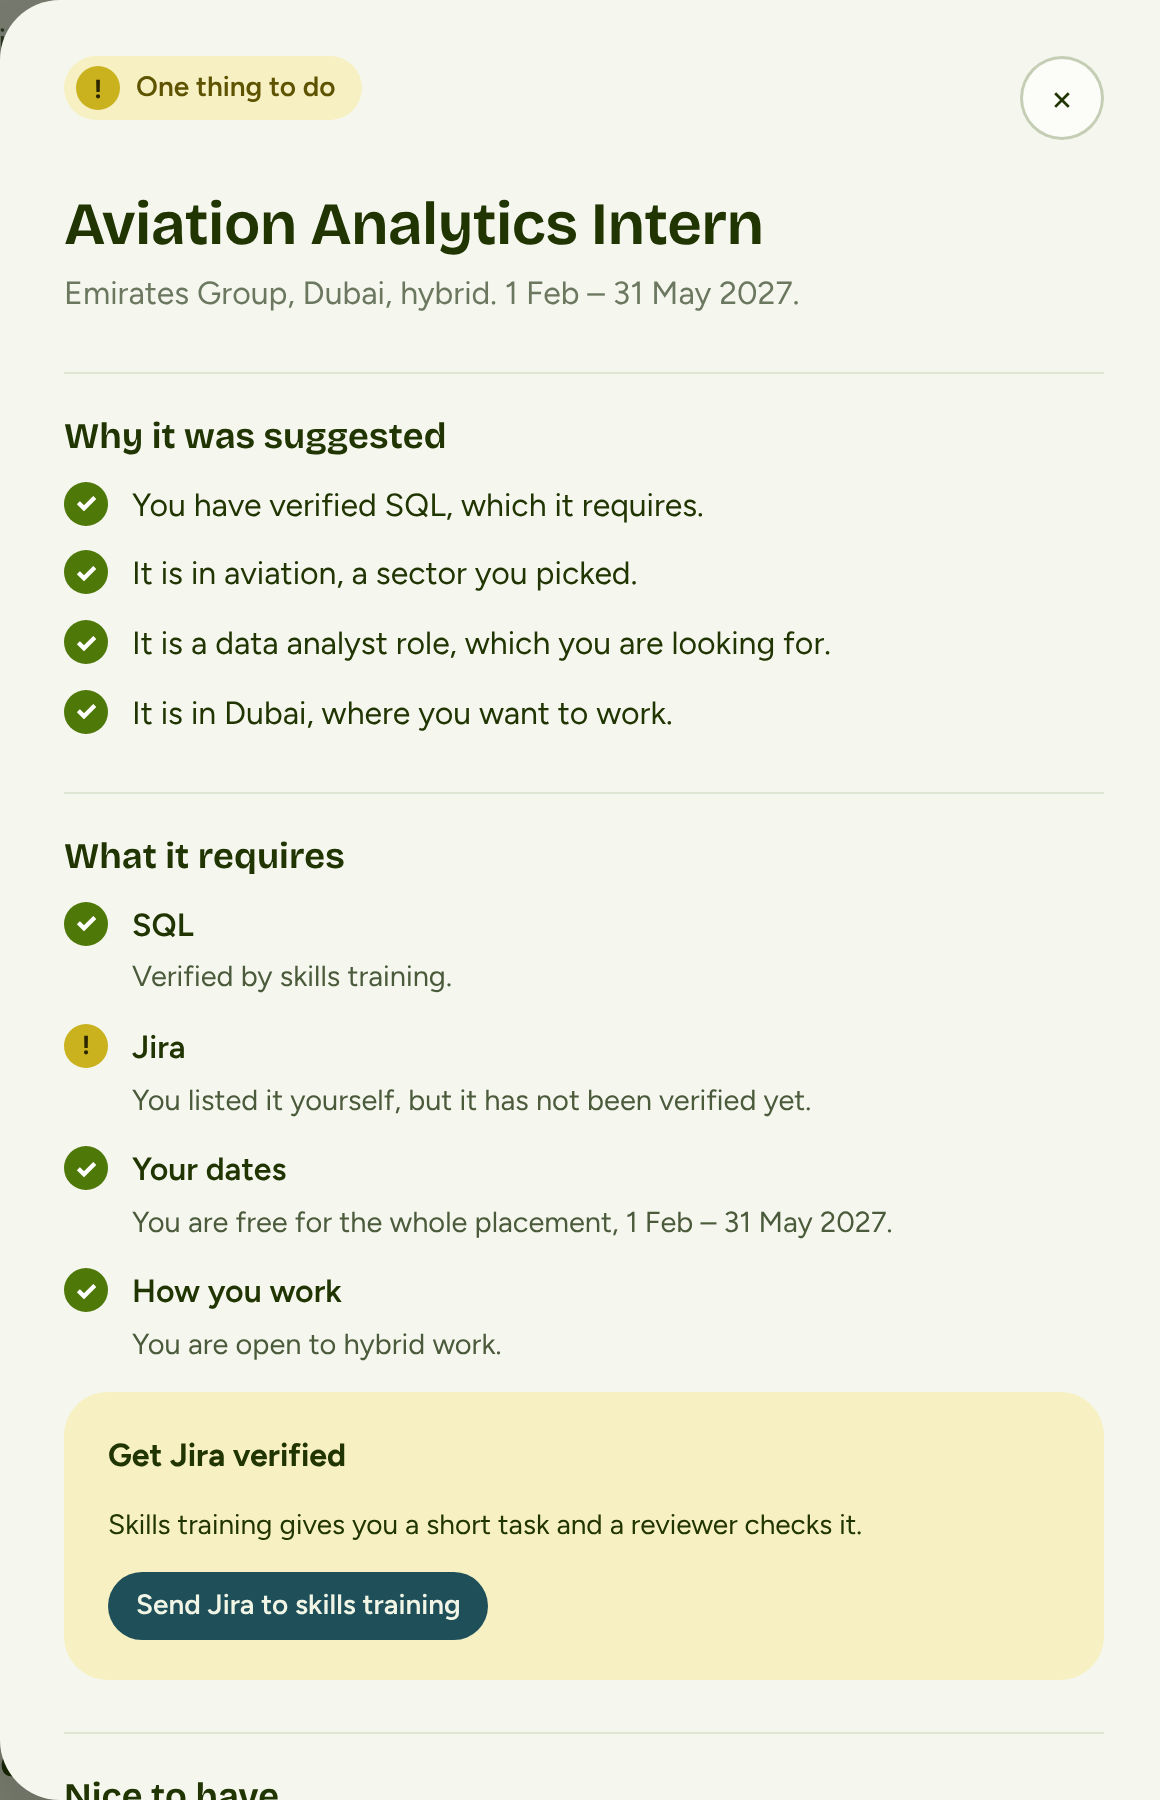 ! One thing to do
×
Aviation Analytics Intern
Emirates Group, Dubai, hybrid. 1 Feb – 31 May 2027.
Why it was suggested
You have verified SQL, which it requires.
It is in aviation, a sector you picked.
It is a data analyst role, which you are looking for.
It is in Dubai, where you want to work.
What it requires
SQL
Verified by skills training.
! Jira
You listed it yourself, but it has not been verified yet.
Your dates
You are free for the whole placement, 1 Feb – 31 May 2027.
How you work
You are open to hybrid work.
Get Jira verified
Skills training gives you a short task and a reviewer checks it.
Send Jira to skills training
Nice to have